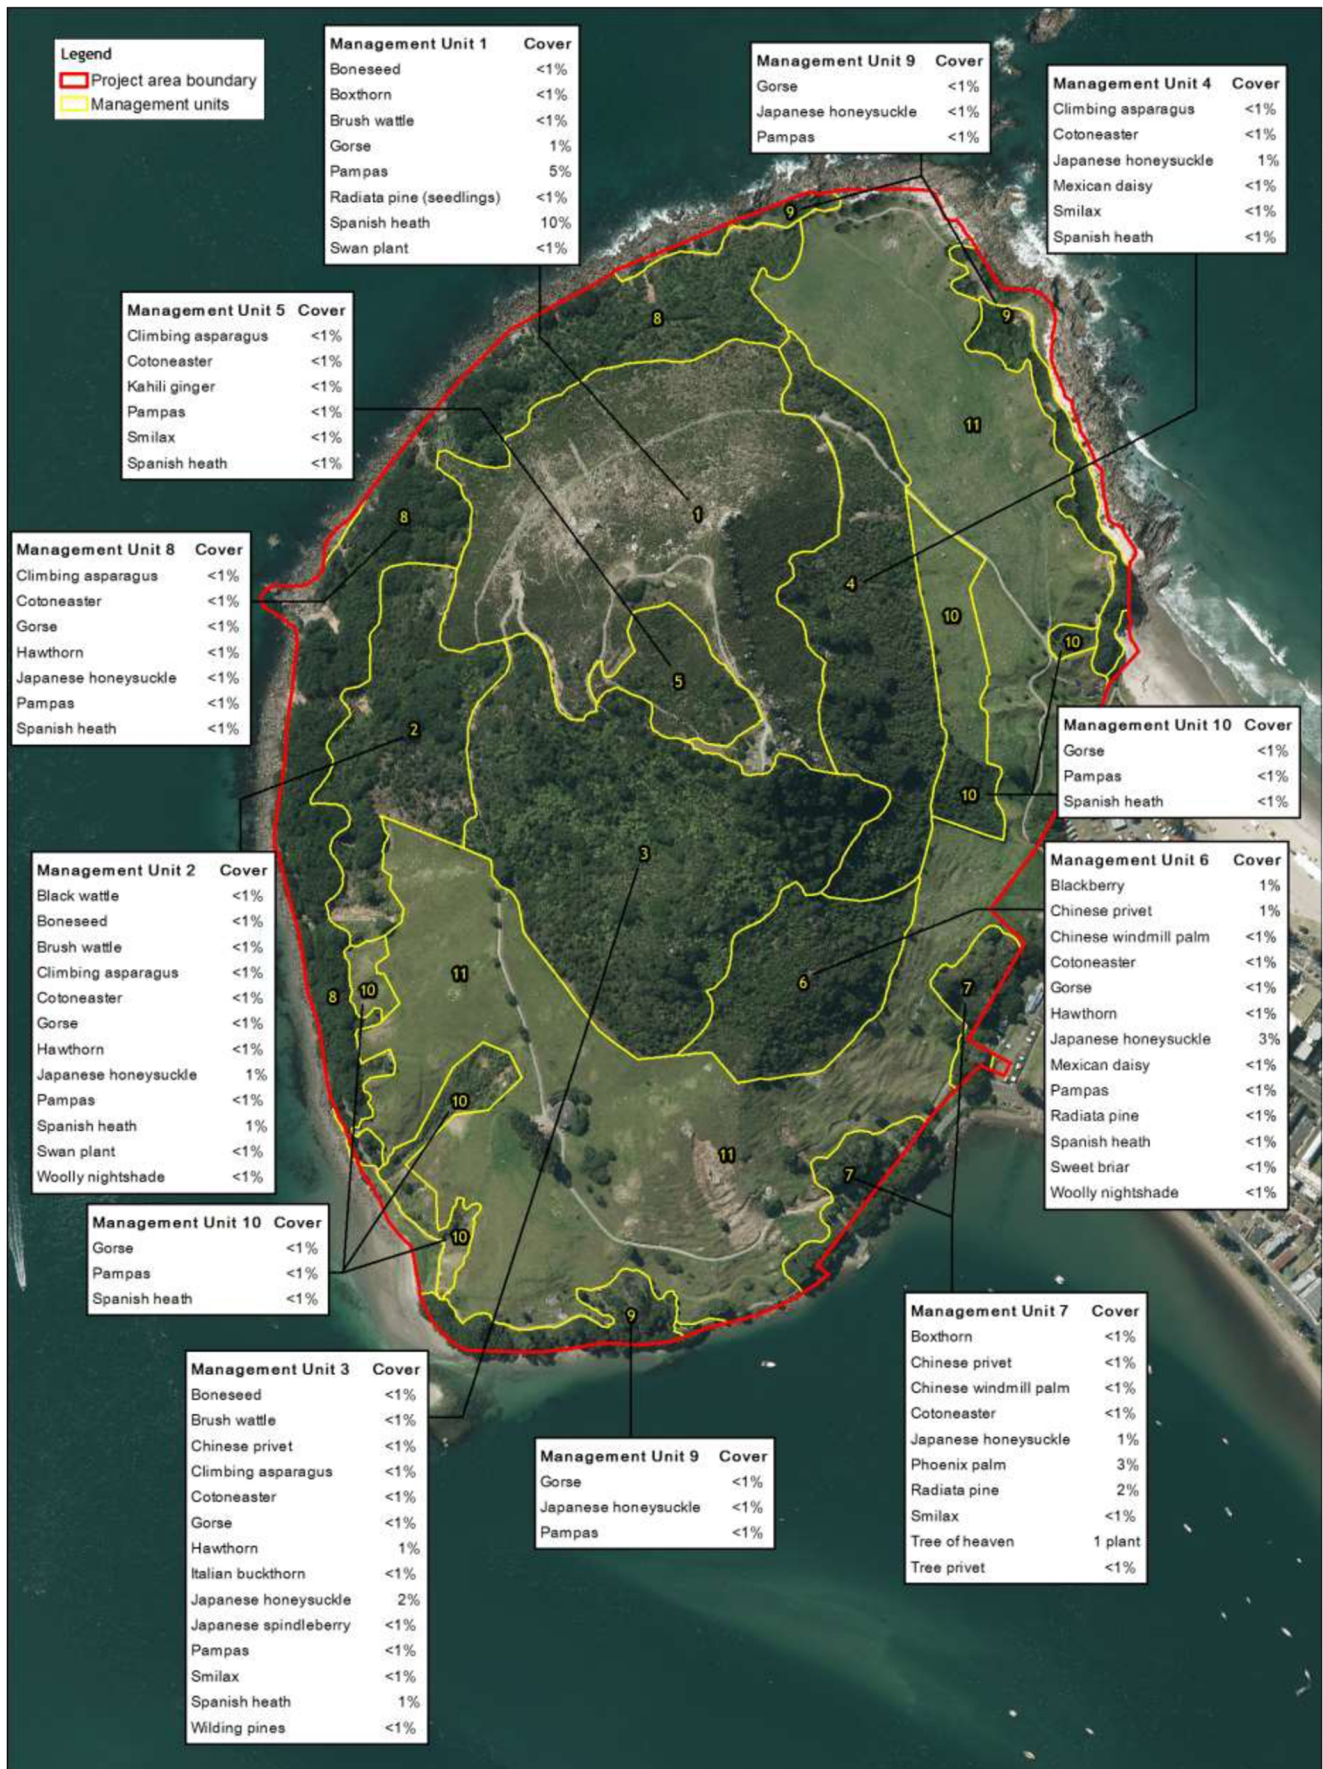 Legend
Project area boundary
Management units
Management Unit 1 Cover
Boneseed <1%
Boxthorn <1%
Brush wattle <1%
Gorse 1%
Pampas 5%
Radiata pine (seedlings) <1%
Spanish heath 10%
Swan plant <1%
Management Unit 9 Cover
Gorse <1%
Japanese honeysuckle <1%
Pampas <1%
Management Unit 4 Cover
Climbing asparagus <1%
Cotoneaster <1%
Japanese honeysuckle 1%
Mexican daisy <1%
Smilax <1%
Spanish heath <1%
Management Unit 5 Cover
Climbing asparagus <1%
Cotoneaster <1%
Kahili ginger <1%
Pampas <1%
Smilax <1%
Spanish heath <1%
Management Unit 8 Cover
Climbing asparagus <1%
Cotoneaster <1%
Gorse <1%
Hawthorn <1%
Japanese honeysuckle <1%
Pampas <1%
Spanish heath <1%
9
8
9
11
8
1
4
10
10
5
2
10
3
11
6
8
10
7
10
11
7
10
9
Management Unit 10 Cover
Gorse <1%
Pampas <1%
Spanish heath <1%
Management Unit 2 Cover
Black wattle <1%
Boneseed <1%
Brush wattle <1%
Climbing asparagus <1%
Cotoneaster <1%
Gorse <1%
Hawthorn <1%
Japanese honeysuckle 1%
Pampas <1%
Spanish heath 1%
Swan plant <1%
Woolly nightshade <1%
Management Unit 6 Cover
Blackberry 1%
Chinese privet 1%
Chinese windmill palm <1%
Cotoneaster <1%
Gorse <1%
Hawthorn <1%
Japanese honeysuckle 3%
Mexican daisy <1%
Pampas <1%
Radiata pine <1%
Spanish heath <1%
Sweet briar <1%
Woolly nightshade <1%
Management Unit 10 Cover
Gorse <1%
Pampas <1%
Spanish heath <1%
Management Unit 7 Cover
Boxthorn <1%
Chinese privet <1%
Chinese windmill palm <1%
Cotoneaster <1%
Japanese honeysuckle 1%
Phoenix palm 3%
Radiata pine 2%
Smilax <1%
Tree of heaven 1 plant
Tree privet <1%
Management Unit 3 Cover
Boneseed <1%
Brush wattle <1%
Chinese privet <1%
Climbing asparagus <1%
Cotoneaster <1%
Gorse <1%
Hawthorn 1%
Italian buckthorn <1%
Japanese honeysuckle 2%
Japanese spindleberry <1%
Pampas <1%
Smilax <1%
Spanish heath 1%
Wilding pines <1%
Management Unit 9 Cover
Gorse <1%
Japanese honeysuckle <1%
Pampas <1%